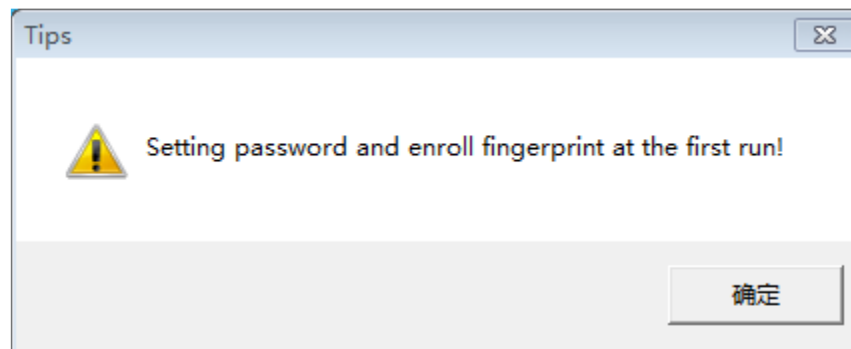 Tips
Setting password and enroll fingerprint at the first run!
确定